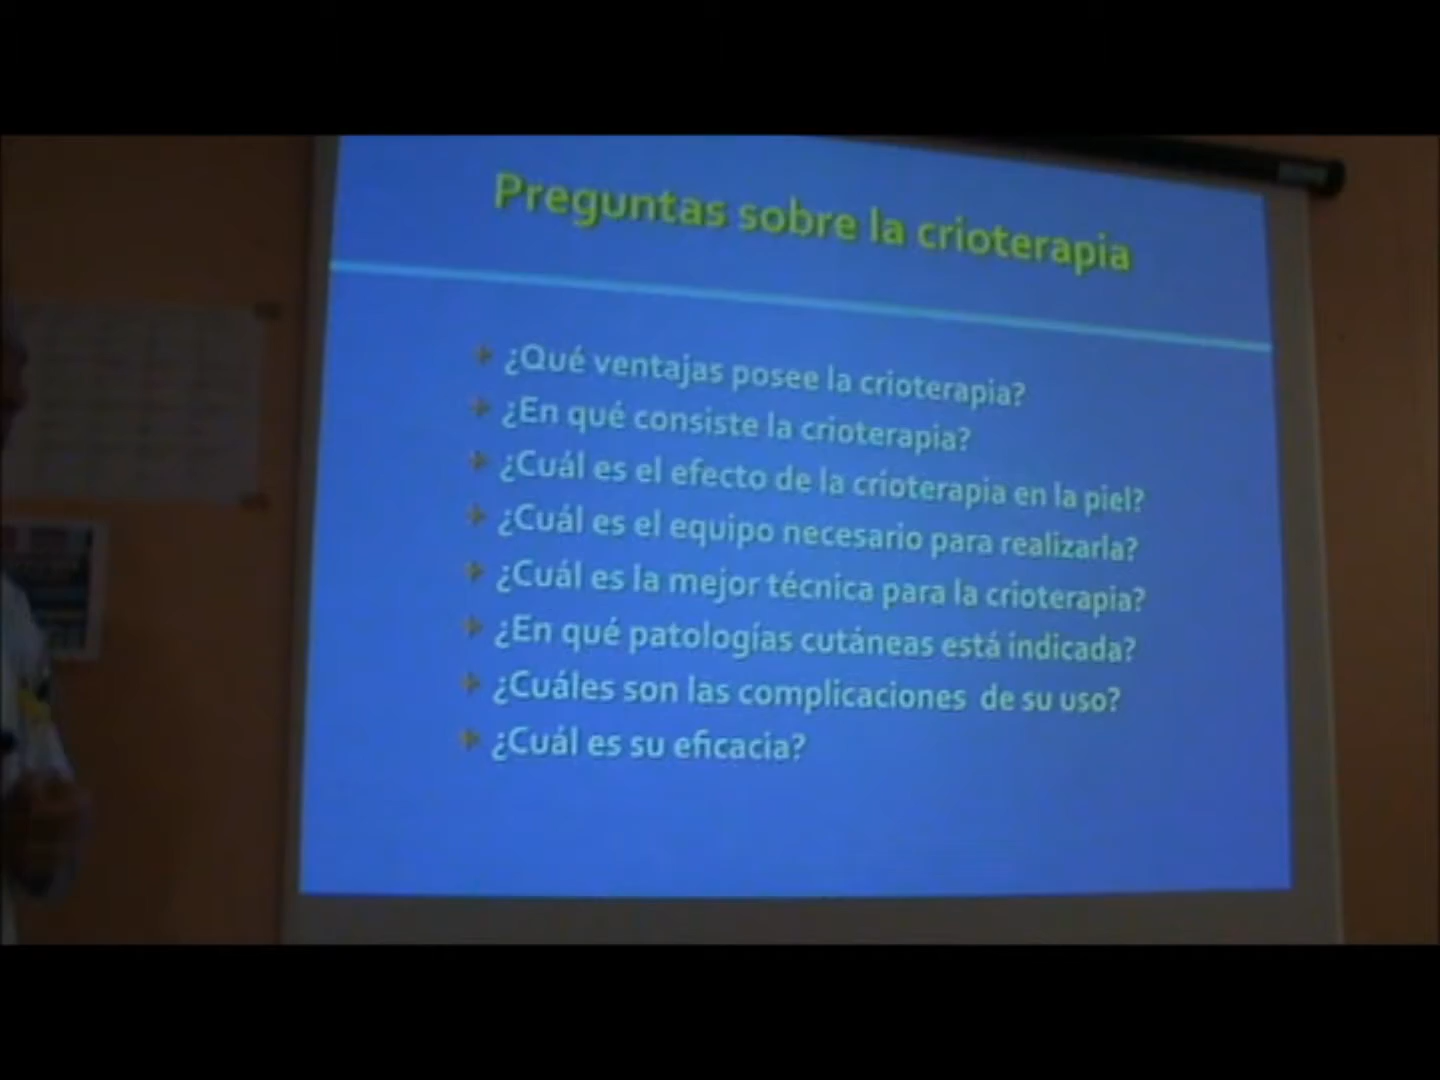 Preguntas sobre la crioterapia
¿Qué ventajas posee la crioterapia?
¿En qué consiste la crioterapia?
¿Cuál es el efecto de la crioterapia en la piel?
¿Cuál es el equipo necesario para realizarla?
¿Cuál es la mejor técnica para la crioterapia?
¿En qué patologías cutáneas está indicada?
¿Cuáles son las complicaciones de su uso?
¿Cuál es su eficacia?